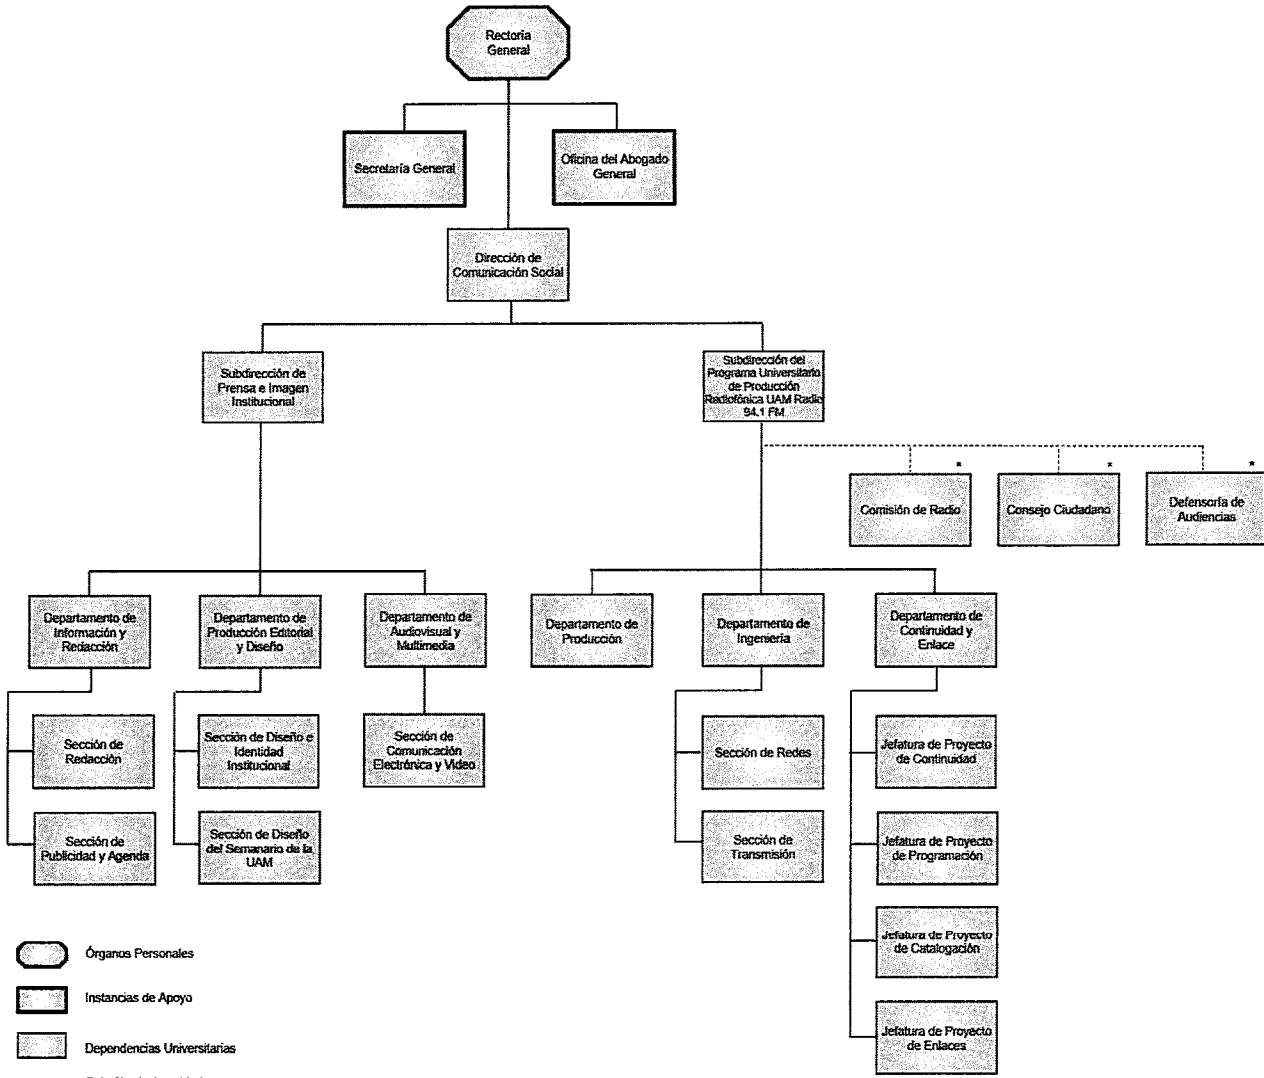 Rectoría
General
Secretaría General
Oficina del Abogado
General
Dirección de
Comunicación Social
Subdirección de
Prensa e Imagen
Institucional
Subdirección del
Programa Universitario
de Producción
Radiofónica UAM Radio
94.1 FM
*
*
*
Comisión de Radio
Consejo Ciudadano
Defensoría de
Audiencias
Departamento de
Información y
Redacción
Departamento de
Producción Editorial
y Diseño
Departamento de
Audiovisual y
Multimedia
Departamento de
Producción
Departamento de
Ingeniería
Departamento de
Continuidad y
Enlace
Sección de
Redacción
Sección de Diseño e
Identidad
Institucional
Sección de
Comunicación
Electrónica y Video
Sección de Redes
Jefatura de Proyecto
de Continuidad
Sección de
Publicidad y Agenda
Sección de Diseño
del Semanario de la
UAM
Sección de
Transmisión
Jefatura de Proyecto
de Programación
Jefatura de Proyecto
de Catalogación
Jefatura de Proyecto
de Enlaces
Órganos Personales
Instancias de Apoyo
Dependencias Universitarias